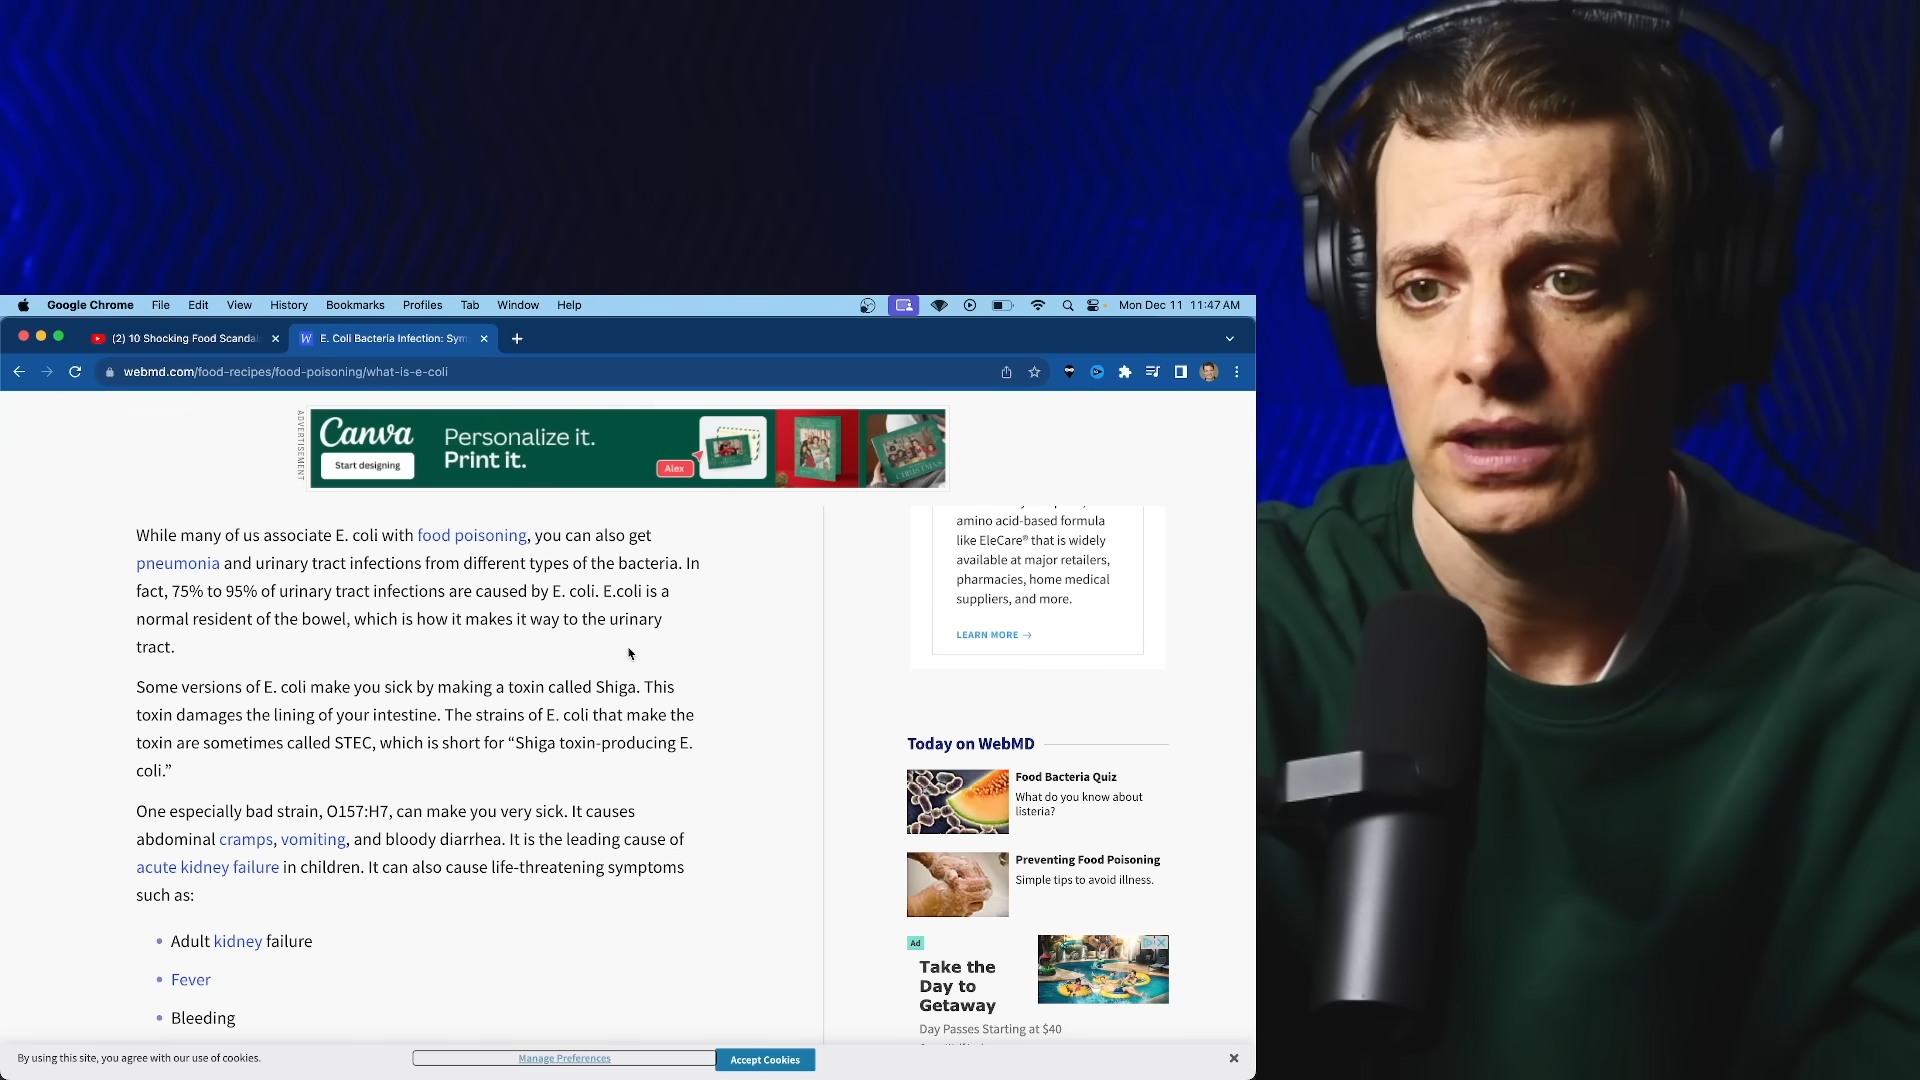 Google Chrome File Edit View History Bookmarks Profiles Tab Window Help Mon Dec 11 11:47 AM
(2) 10 Shocking Food Scandal
E. Coli Bacteria Infection: Sym
webmd.com/food-recipes/food-poisoning/what-is-e-coli
ADVERTISEMENT
Canva
Start designing
Personalize it.
Print it.
Alex
CHRISTMAS
While many of us associate E. coli with food poisoning, you can also get
pneumonia and urinary tract infections from different types of the bacteria. In
fact, 75% to 95% of urinary tract infections are caused by E. coli. E.coli is a
normal resident of the bowel, which is how it makes it way to the urinary
tract.
Some versions of E. coli make you sick by making a toxin called Shiga. This
toxin damages the lining of your intestine. The strains of E. coli that make the
toxin are sometimes called STEC, which is short for “Shiga toxin-producing E.
coli.”
One especially bad strain, O157:H7, can make you very sick. It causes
abdominal cramps, vomiting, and bloody diarrhea. It is the leading cause of
acute kidney failure in children. It can also cause life-threatening symptoms
such as:
• Adult kidney failure
• Fever
• Bleeding
amino acid-based formula
like EleCare® that is widely
available at major retailers,
pharmacies, home medical
suppliers, and more.
LEARN MORE →
Today on WebMD
Food Bacteria Quiz
What do you know about
listeria?
Preventing Food Poisoning
Simple tips to avoid illness.
Ad
Take the
Day to
Getaway
Day Passes Starting at $40
By using this site, you agree with our use of cookies.
Manage Preferences
Accept Cookies